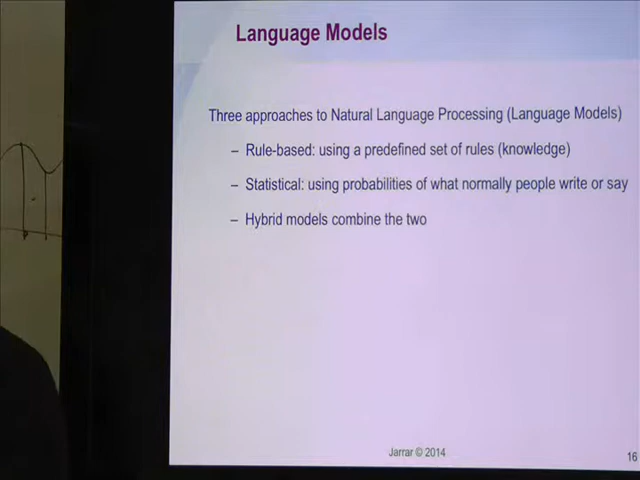 Language Models
Three approaches to Natural Language Processing (Language Models)
– Rule-based: using a predefined set of rules (knowledge)
– Statistical: using probabilities of what normally people write or say
– Hybrid models combine the two
Jarrar © 2014
16